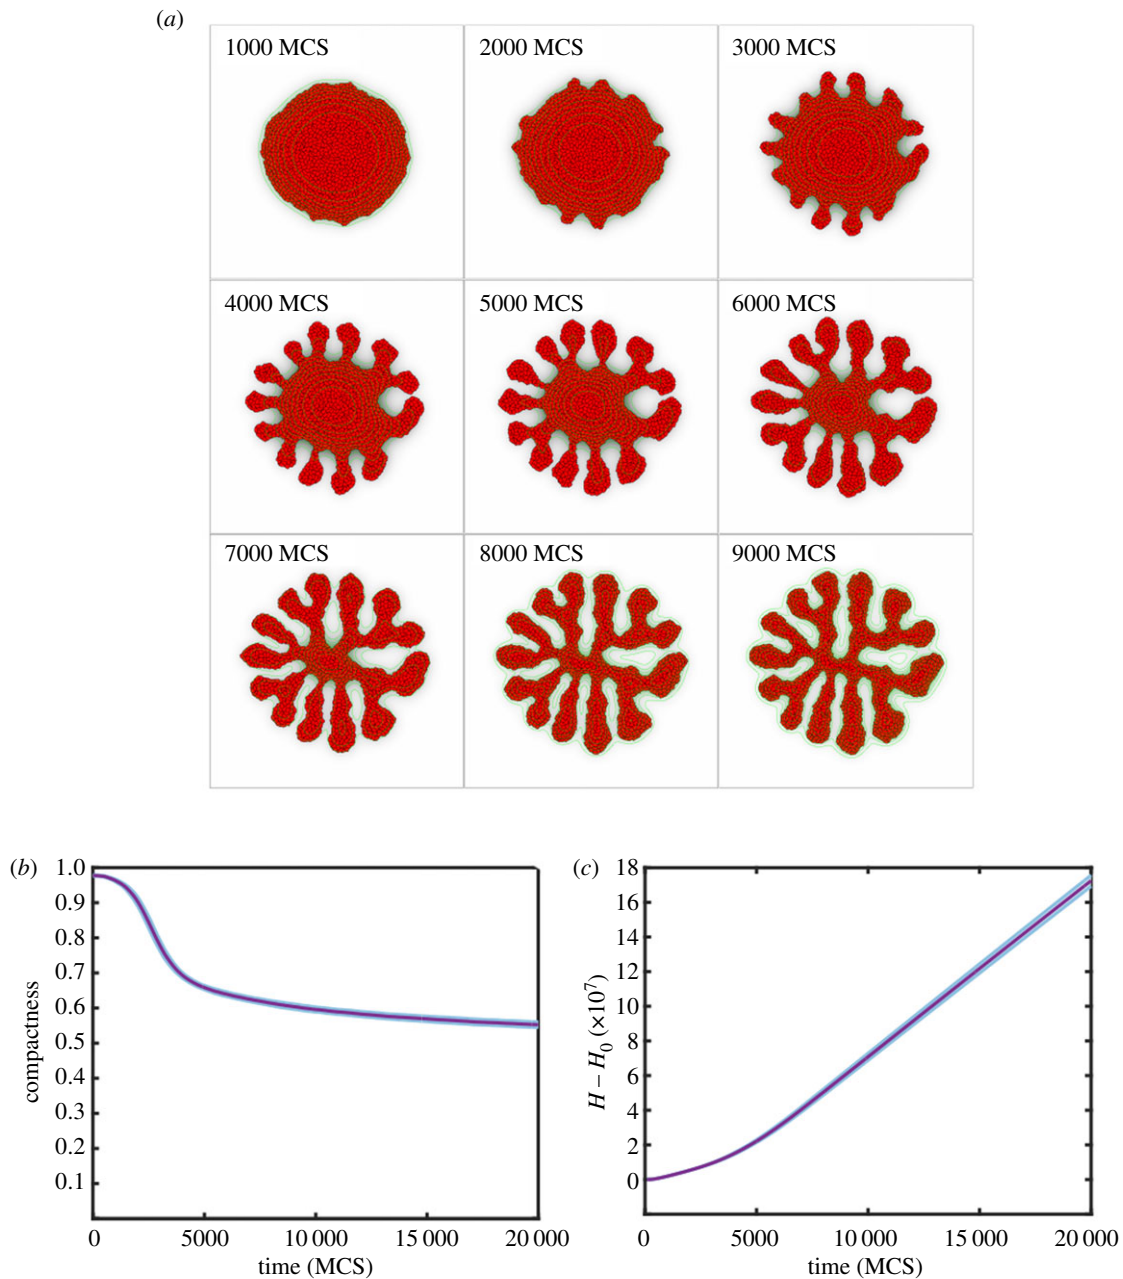 (a)
1000 MCS 2000 MCS 3000 MCS
4000 MCS 5000 MCS 6000 MCS
7000 MCS 8000 MCS 9000 MCS
(b)
compactness
1.0
0.9
0.8
0.7
0.6
0.5
0.4
0.3
0.2
0.1
0 5000 10 000 15 000 20 000
time (MCS)
(c)
H – H0 (×10^7)
18
16
14
12
10
8
6
4
2
0
0 5000 10 000 15 000 20 000
time (MCS)